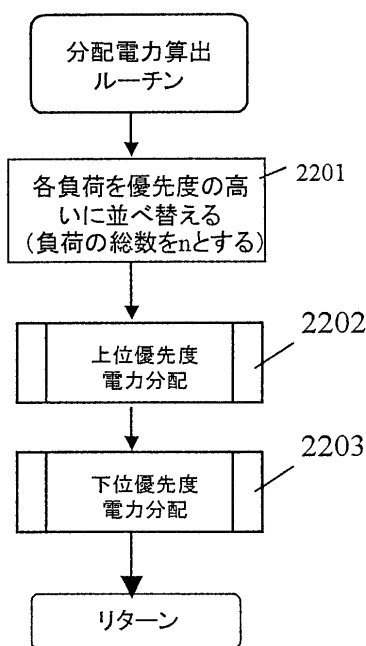 分配電力算出
ルーチン
各負荷を優先度の高
いに並べ替える
(負荷の総数をnとする)
2201
上位優先度
電力分配
2202
下位優先度
電力分配
2203
リターン